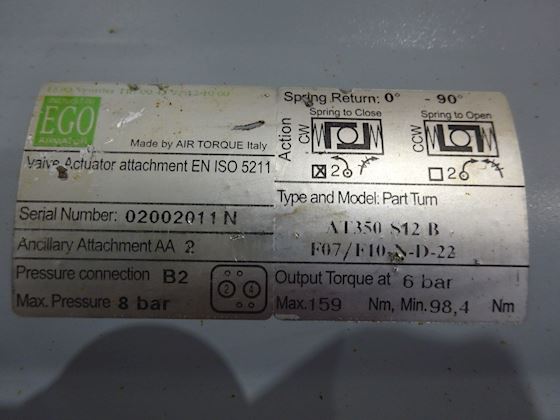 EGO
Made by AIR TORQUE Italy
Valve Actuator attachment EN ISO 5211
Serial Number: 02002011N
Ancillary Attachment AA 2
Pressure connection B2
2 4
Max. Pressure 8 bar
Spring Return: 0° - 90°
Action
Spring to Close
Spring to Open
CW
CCW
2
2
Type and Model: Part Turn
AT350 S12 B
F07/F10-N-D-22
Output Torque at 6 bar
Max. 159 Nm, Min. 98,4 Nm